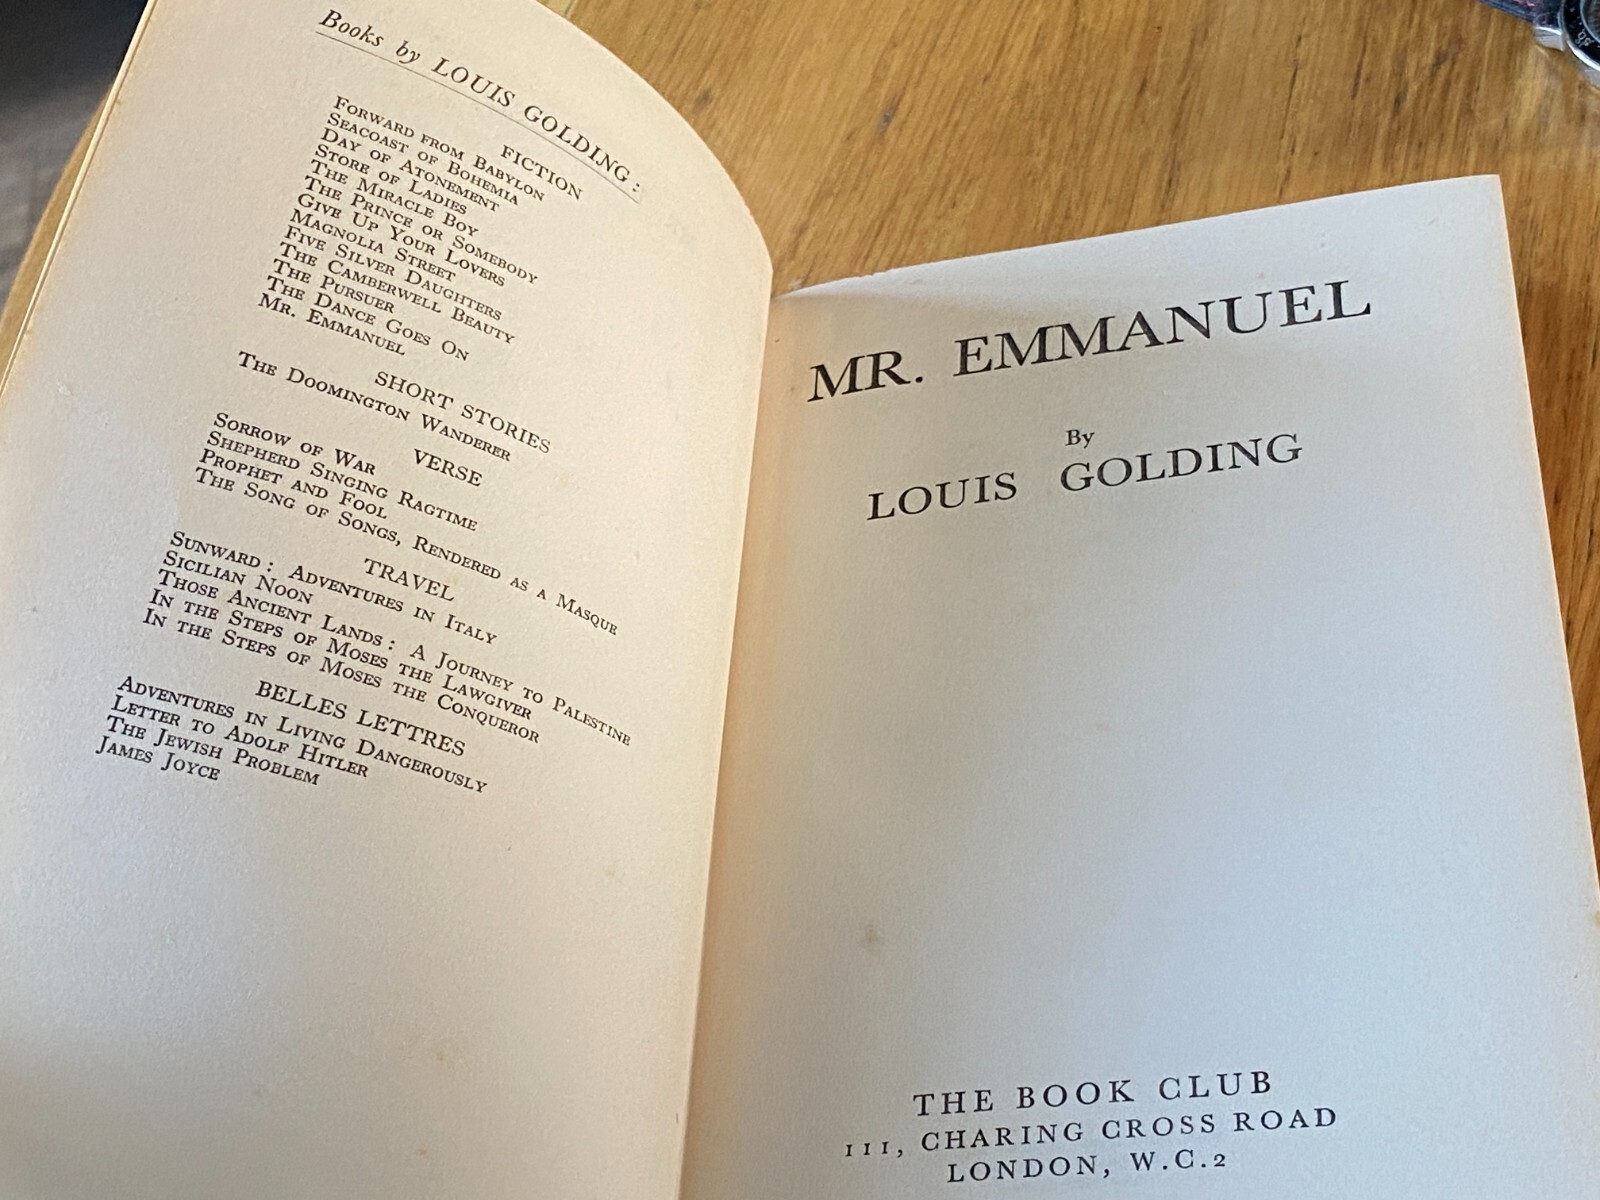 Books by LOUIS GOLDING:
FICTION
FORWARD FROM BABYLON
SEACOAST OF BOHEMIA
DAY OF ATONEMENT
STORE OF LADIES
THE MIRACLE BOY
THE PRINCE OR SOMEBODY
GIVE UP YOUR LOVERS
MAGNOLIA STREET
FIVE SILVER DAUGHTERS
THE CAMBERWELL BEAUTY
THE PURSUER
THE DANCE GOES ON
MR. EMMANUEL
SHORT STORIES
THE DOOMINGTON WANDERER
VERSE
SORROW OF WAR
SHEPHERD SINGING RAGTIME
PROPHET AND FOOL
THE SONG OF SONGS, RENDERED AS A MASQUE
TRAVEL
SUNWARD: ADVENTURES IN ITALY
SICILIAN NOON
THOSE ANCIENT LANDS: A JOURNEY TO PALESTINE
IN THE STEPS OF MOSES THE LAWGIVER
IN THE STEPS OF MOSES THE CONQUEROR
BELLES LETTRES
ADVENTURES IN LIVING DANGEROUSLY
LETTER TO ADOLF HITLER
THE JEWISH PROBLEM
JAMES JOYCE
MR. EMMANUEL
By
LOUIS GOLDING
THE BOOK CLUB
111, CHARING CROSS ROAD
LONDON, W.C.2